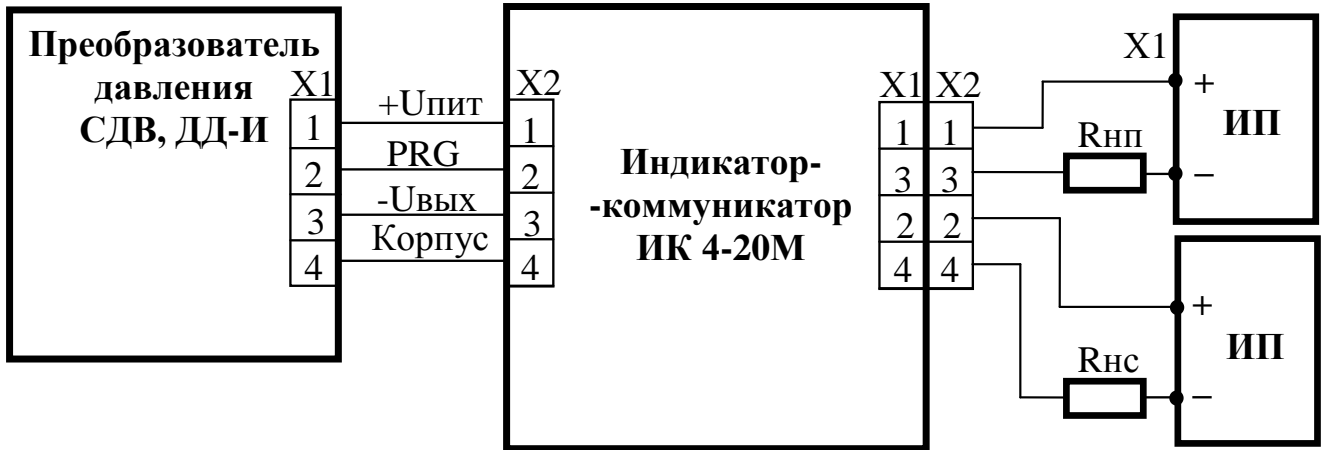 Преобразователь
давления
СДВ, ДД-И
X1
1
2
3
4
+Uпит
PRG
-Uвых
Корпус
X2
1
2
3
4
Индикатор-
-коммуникатор
ИК 4-20М
X1 X2
1 1
3 3
2 2
4 4
X1
+
ИП
Rнп
−
+
ИП
Rнс
−